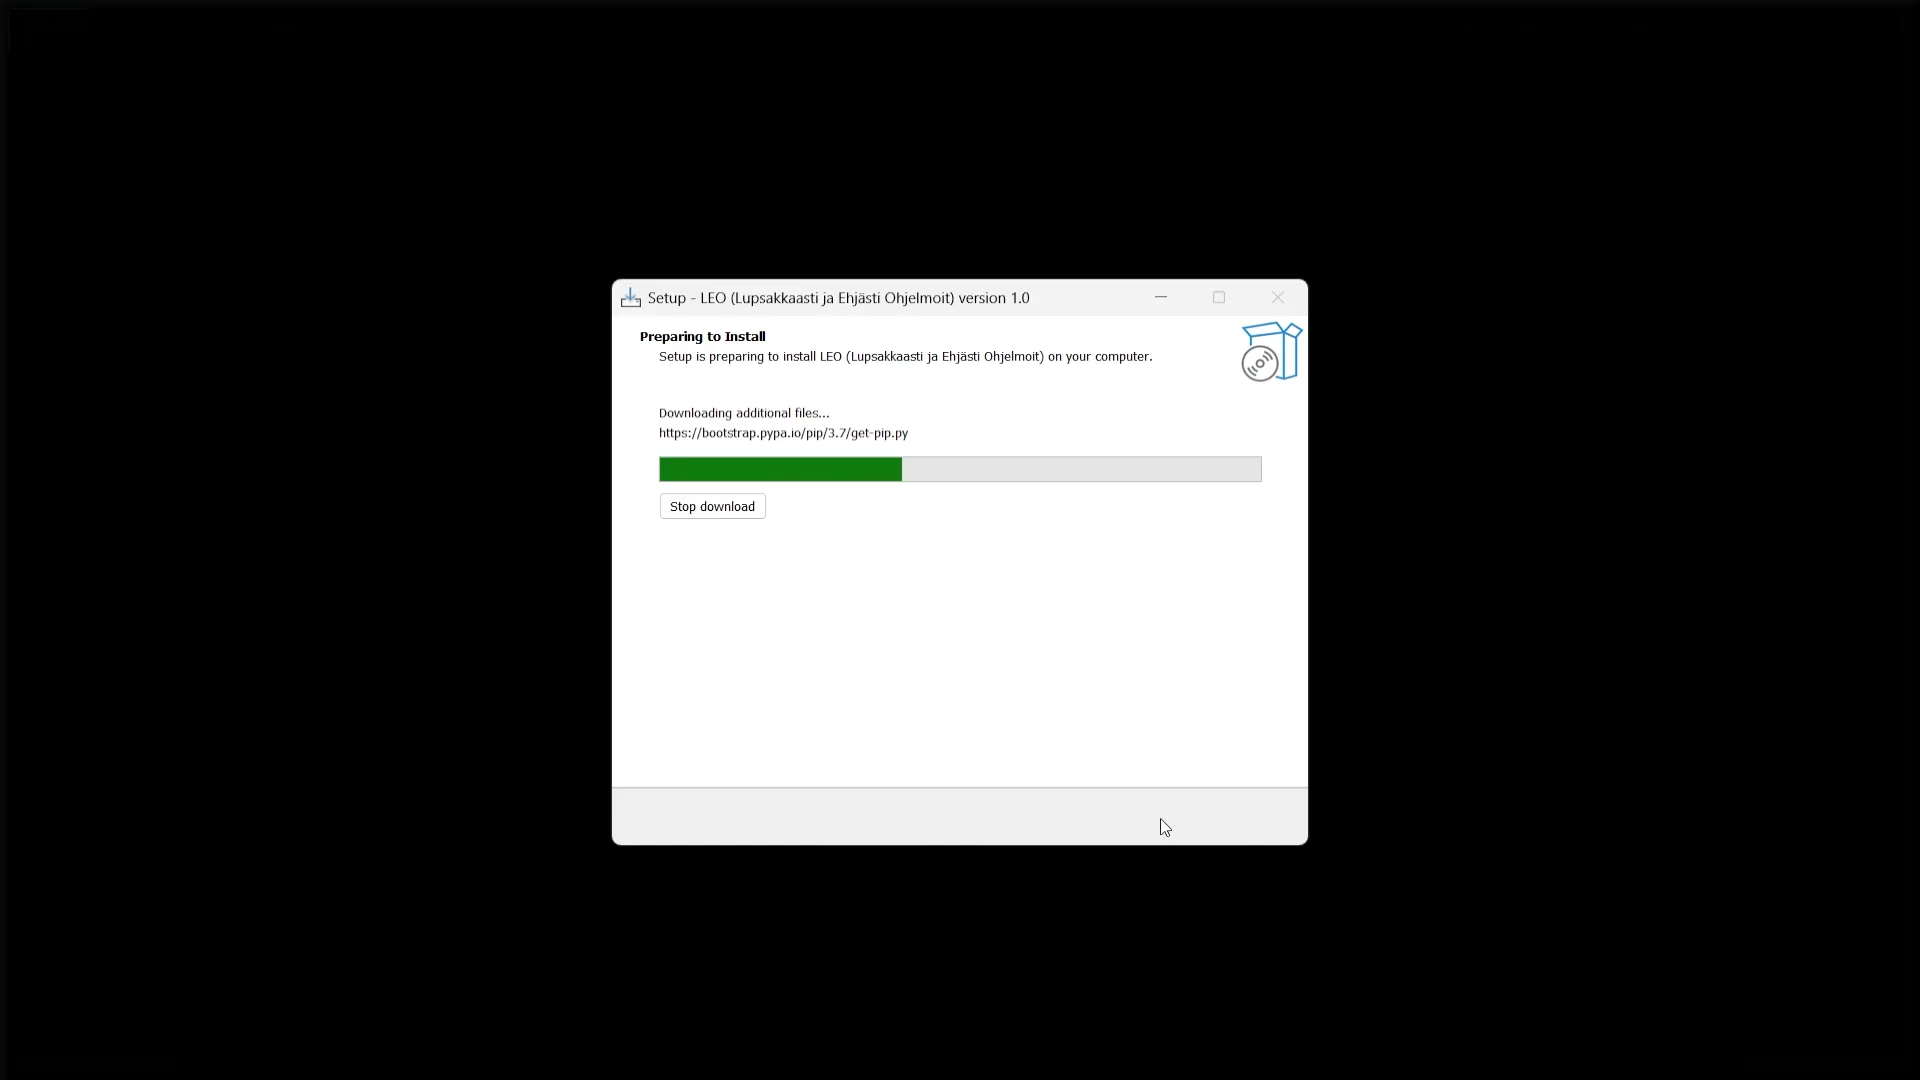 Setup - LEO (Lupsakkaasti ja Ehjästi Ohjelmoit) version 1.0
Preparing to Install
Setup is preparing to install LEO (Lupsakkaasti ja Ehjästi Ohjelmoit) on your computer.
Downloading additional files...
https://bootstrap.pypa.io/pip/3.7/get-pip.py
Stop download